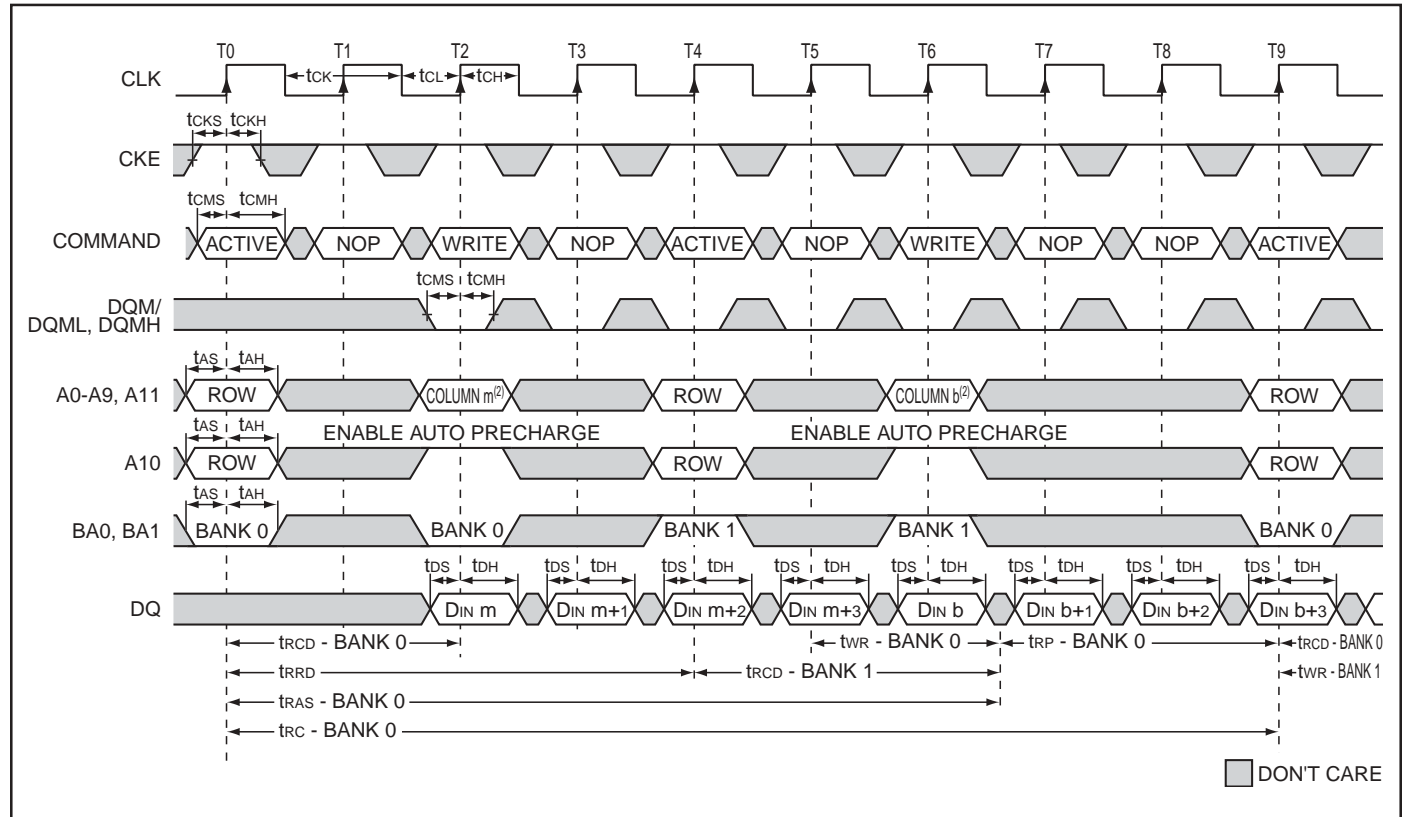 T0 T1 T2 T3 T4 T5 T6 T7 T8 T9
CLK tCK tCL tCH
tCKS tCKH
CKE
tCMS tCMH
COMMAND ACTIVE NOP WRITE NOP ACTIVE NOP WRITE NOP NOP ACTIVE
tCMS tCMH
DQM/
DQML, DQMH
tAS tAH
A0-A9, A11 ROW COLUMN m(2) ROW COLUMN b(2) ROW
tAS tAH ENABLE AUTO PRECHARGE ENABLE AUTO PRECHARGE
A10 ROW ROW ROW
tAS tAH
BA0, BA1 BANK 0 BANK 0 BANK 1 BANK 1 BANK 0
tDS tDH tDS tDH tDS tDH tDS tDH tDS tDH tDS tDH tDS tDH tDS tDH
DQ DIN m DIN m+1 DIN m+2 DIN m+3 DIN b DIN b+1 DIN b+2 DIN b+3
tRCD - BANK 0 tWR - BANK 0 tRP - BANK 0 tRCD - BANK 0
tRRD tRCD - BANK 1 tWR - BANK 1
tRAS - BANK 0
tRC - BANK 0
DON'T CARE